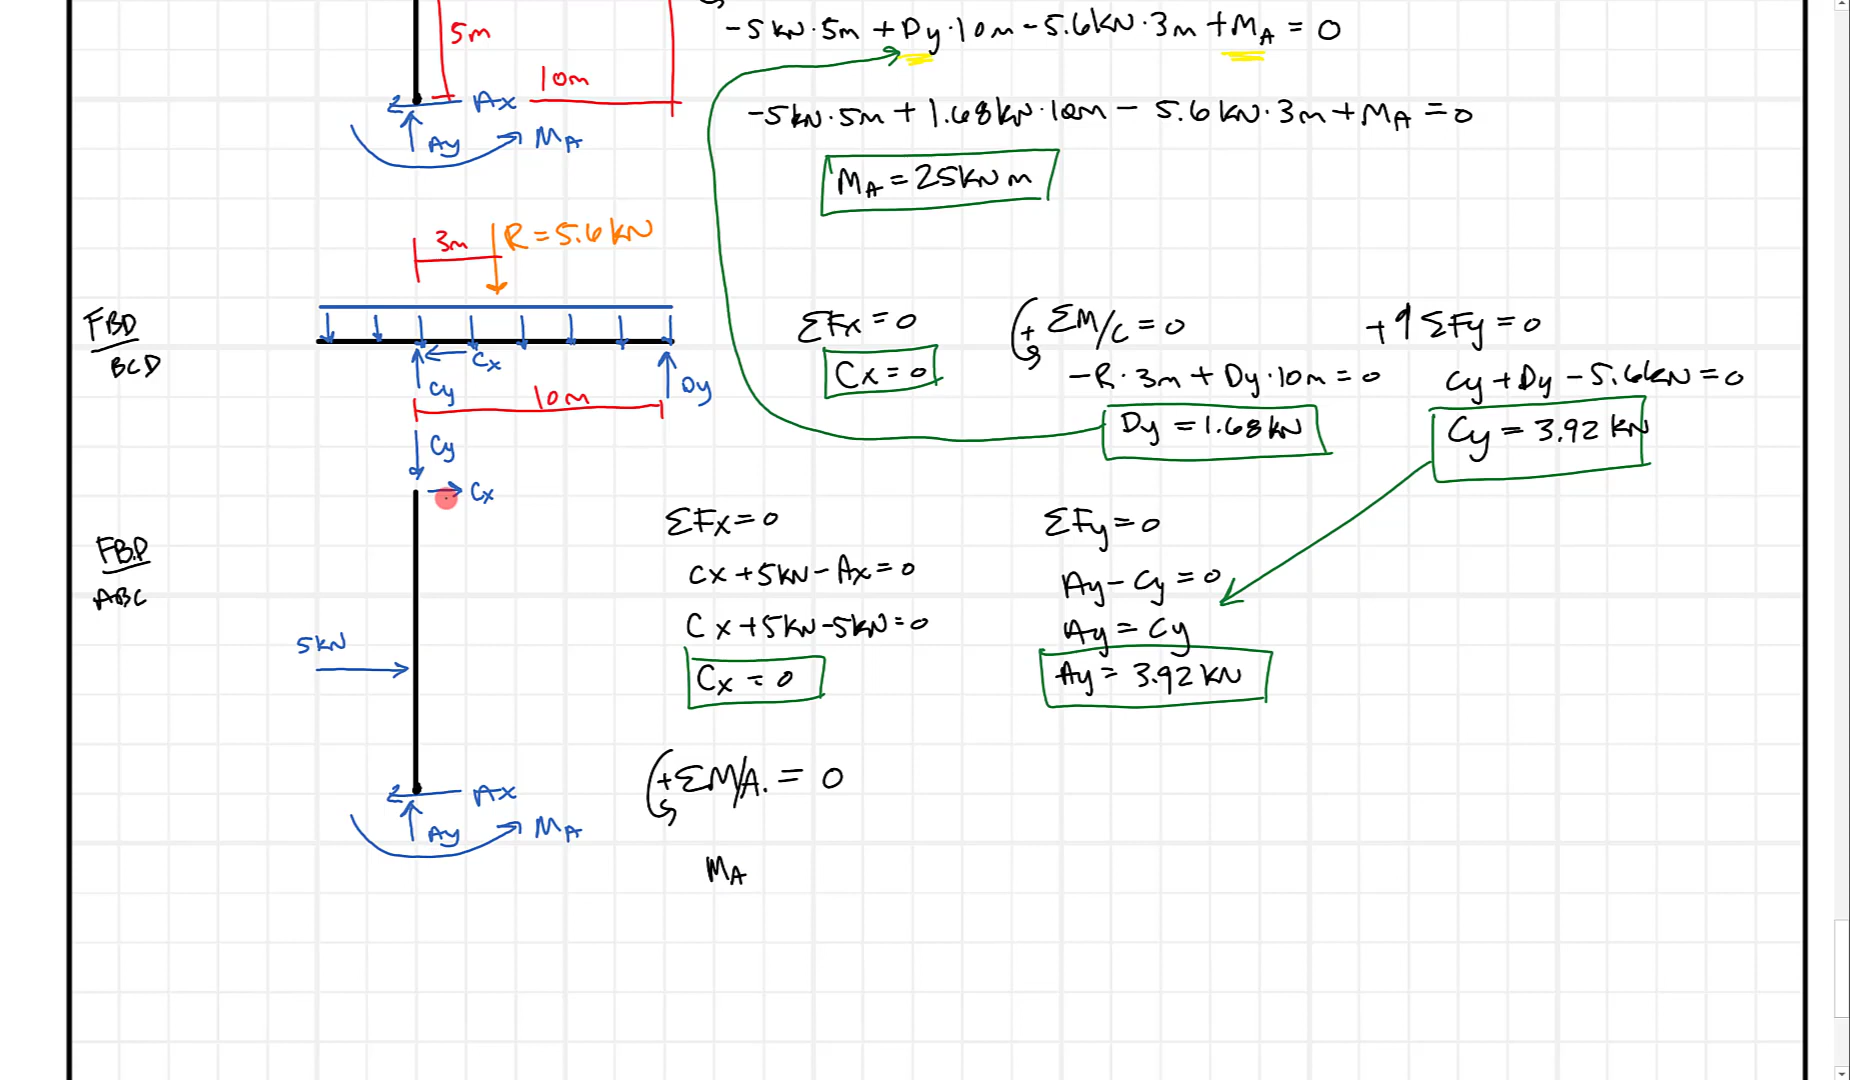 -5kN·5m + Dy·10m - 5.6kN·3m + MA = 0
5m
10m
Ax
Ay
MA
-5kN·5m + 1.68kN·10m - 5.6kN·3m + MA = 0
MA = 25kNm
3m
R = 5.6kN
FBD
BCD
Cx
Cy
10m
Dy
ΣFx = 0
Cx = 0
+ ΣM/C = 0
-R·3m + Dy·10m = 0
Dy = 1.68kN
+↑ΣFy = 0
Cy + Dy - 5.6kN = 0
Cy = 3.92 kN
Cy
Cx
FBD
ABC
5kN
Ax
Ay
MA
ΣFx = 0
Cx + 5kN - Ax = 0
Cx + 5kN - 5kN = 0
Cx = 0
ΣFy = 0
Ay - Cy = 0
Ay = Cy
Ay = 3.92 kN
+ΣM/A. = 0
MA